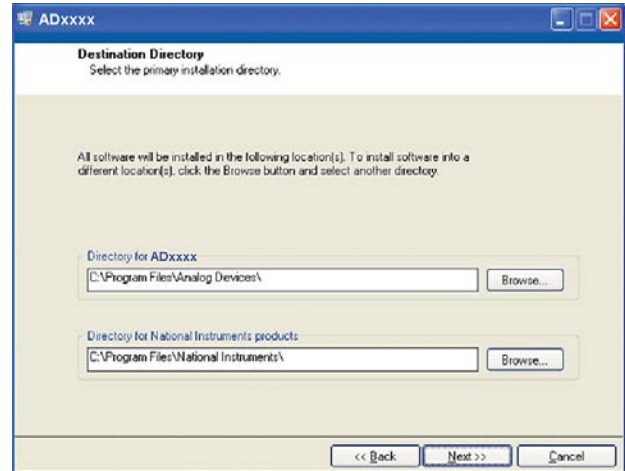 ADxxxx
Destination Directory
Select the primary installation directory.
All software will be installed in the following location(s). To install software into a
different location(s), click the Browse button and select another directory.
Directory for ADxxxx
C:\Program Files\Analog Devices\
Browse...
Directory for National Instruments products
C:\Program Files\National Instruments\
Browse...
<< Back
Next >>
Cancel